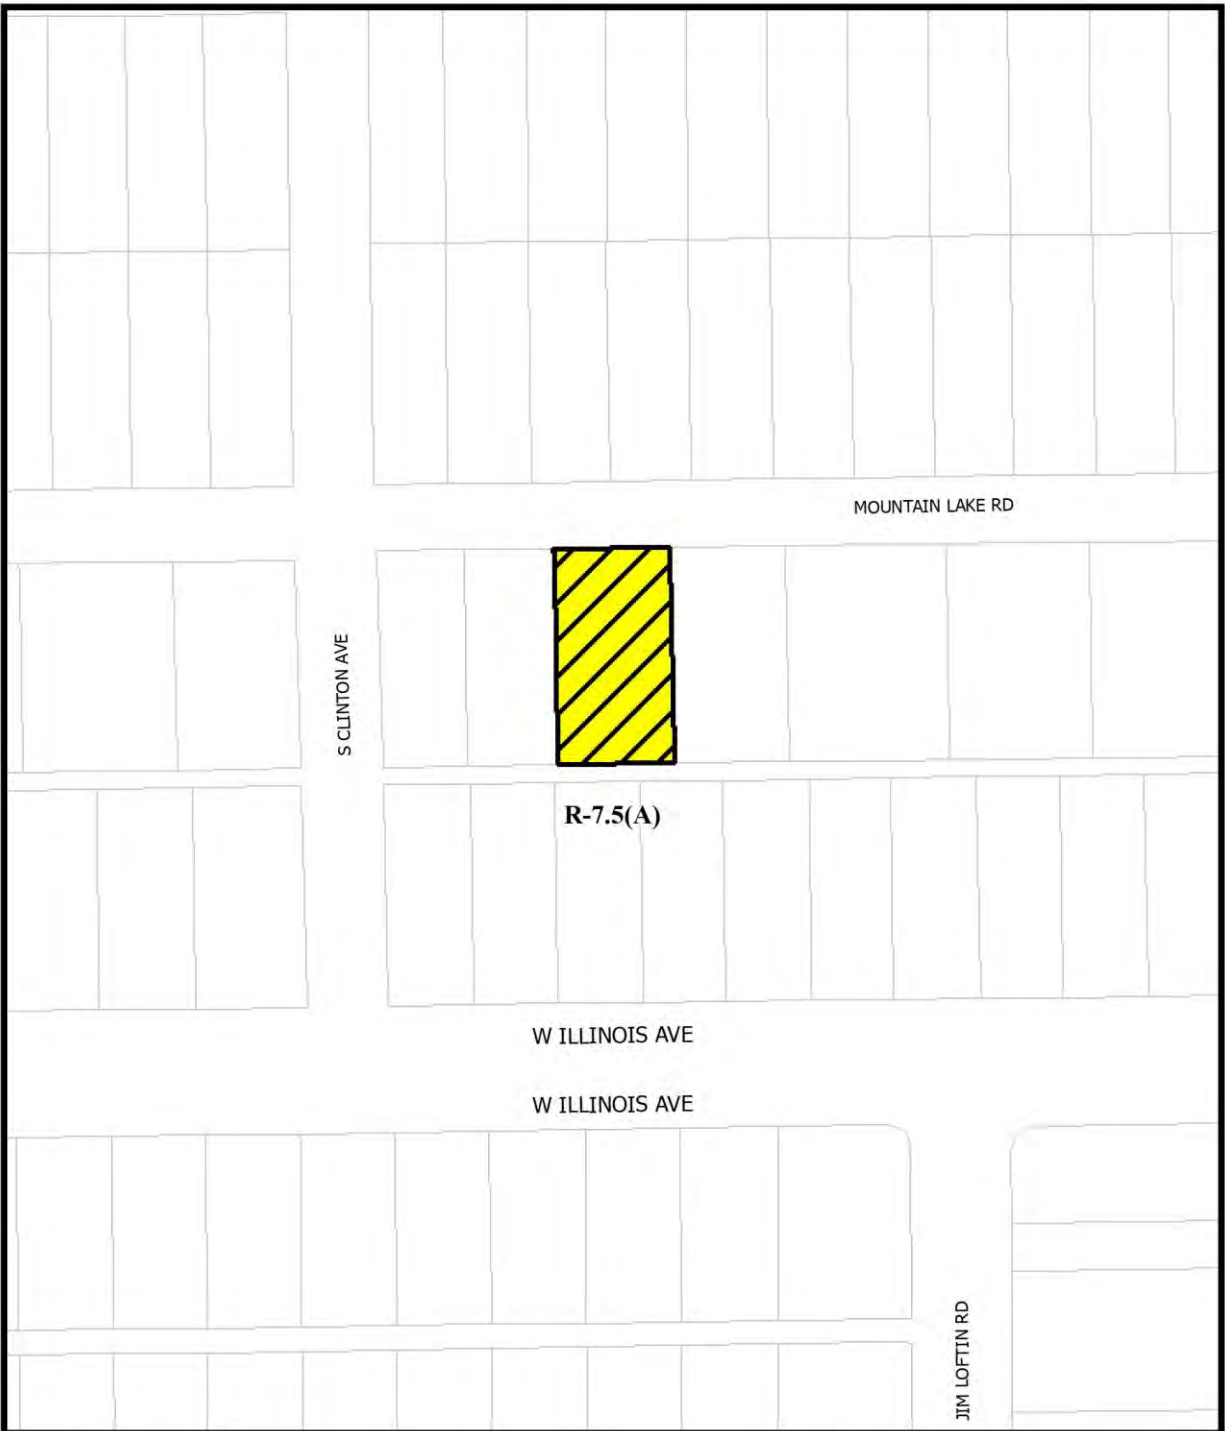 MOUNTAIN LAKE RD
S CLINTON AVE
R-7.5(A)
W ILLINOIS AVE
W ILLINOIS AVE
JIM LOFTIN RD